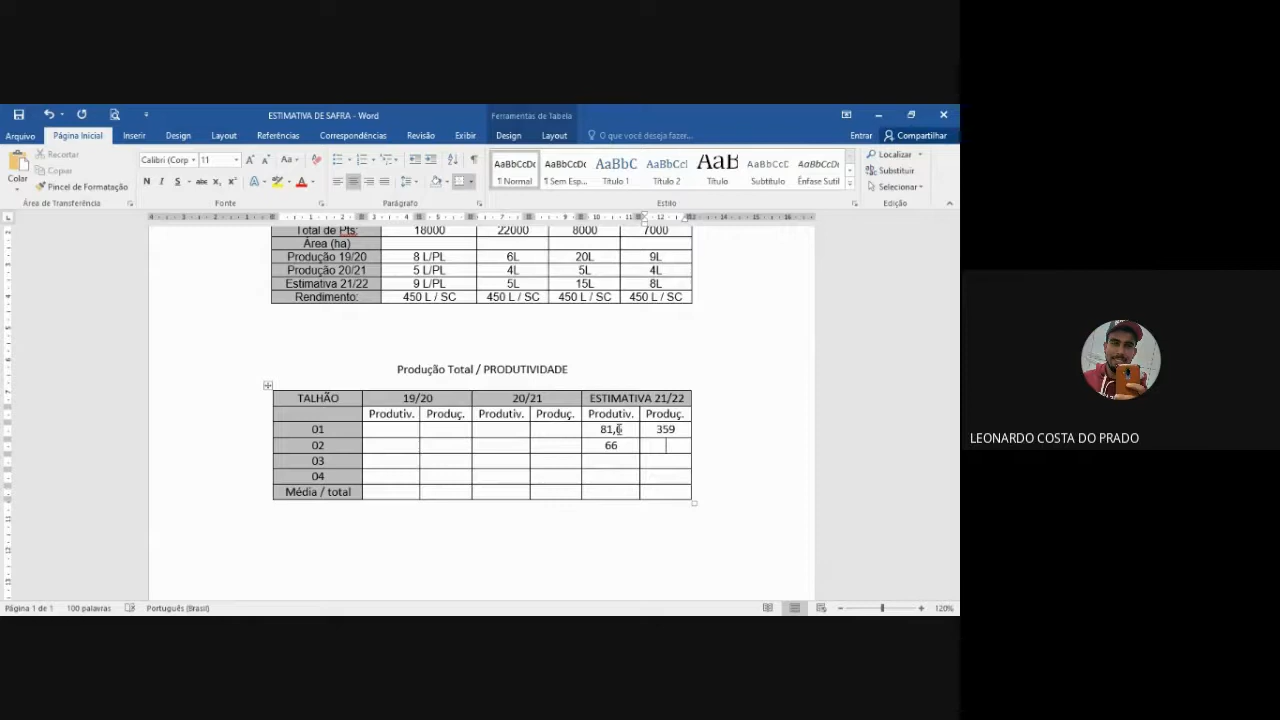 ESTIMATIVA DE SAFRA - Word
Ferramentas de Tabela
Arquivo Página Inicial Inserir Design Layout Referências Correspondências Revisão Exibir Design Layout O que você deseja fazer... Entrar Compartilhar
Colar
Recortar
Copiar
Pincel de Formatação
Área de Transferência
Calibri (Corp 11
N I S abc x₂ x²
Fonte
Parágrafo
AaBbCcDc AaBbCcDc AaBbC AaBbCcl AaB AaBbCcD AaBbCcDc
¶ Normal ¶ Sem Esp... Título 1 Título 2 Título Subtítulo Ênfase Sutil
Estilo
Localizar
Substituir
Selecionar
Edição
Total de Pts: 18000 22000 8000 7000
Área (ha)
Produção 19/20 8 L/PL 6L 20L 9L
Produção 20/21 5 L/PL 4L 5L 4L
Estimativa 21/22 9 L/PL 5L 15L 8L
Rendimento: 450 L / SC 450 L / SC 450 L / SC 450 L / SC
Produção Total / PRODUTIVIDADE
TALHÃO 19/20 20/21 ESTIMATIVA 21/22
Produtiv. Produç. Produtiv. Produç. Produtiv. Produç.
01 81,6 359
02 66
03
04
Média / total
Página 1 de 1 100 palavras Português (Brasil) 120%
LEONARDO COSTA DO PRADO